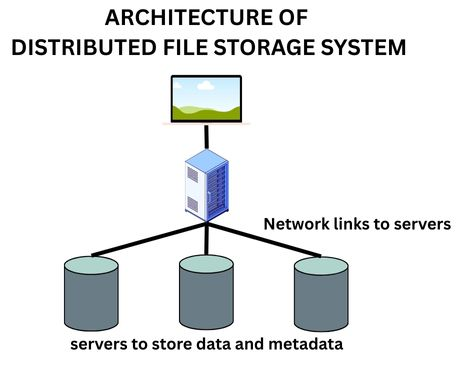 ARCHITECTURE OF
DISTRIBUTED FILE STORAGE SYSTEM
Network links to servers
servers to store data and metadata